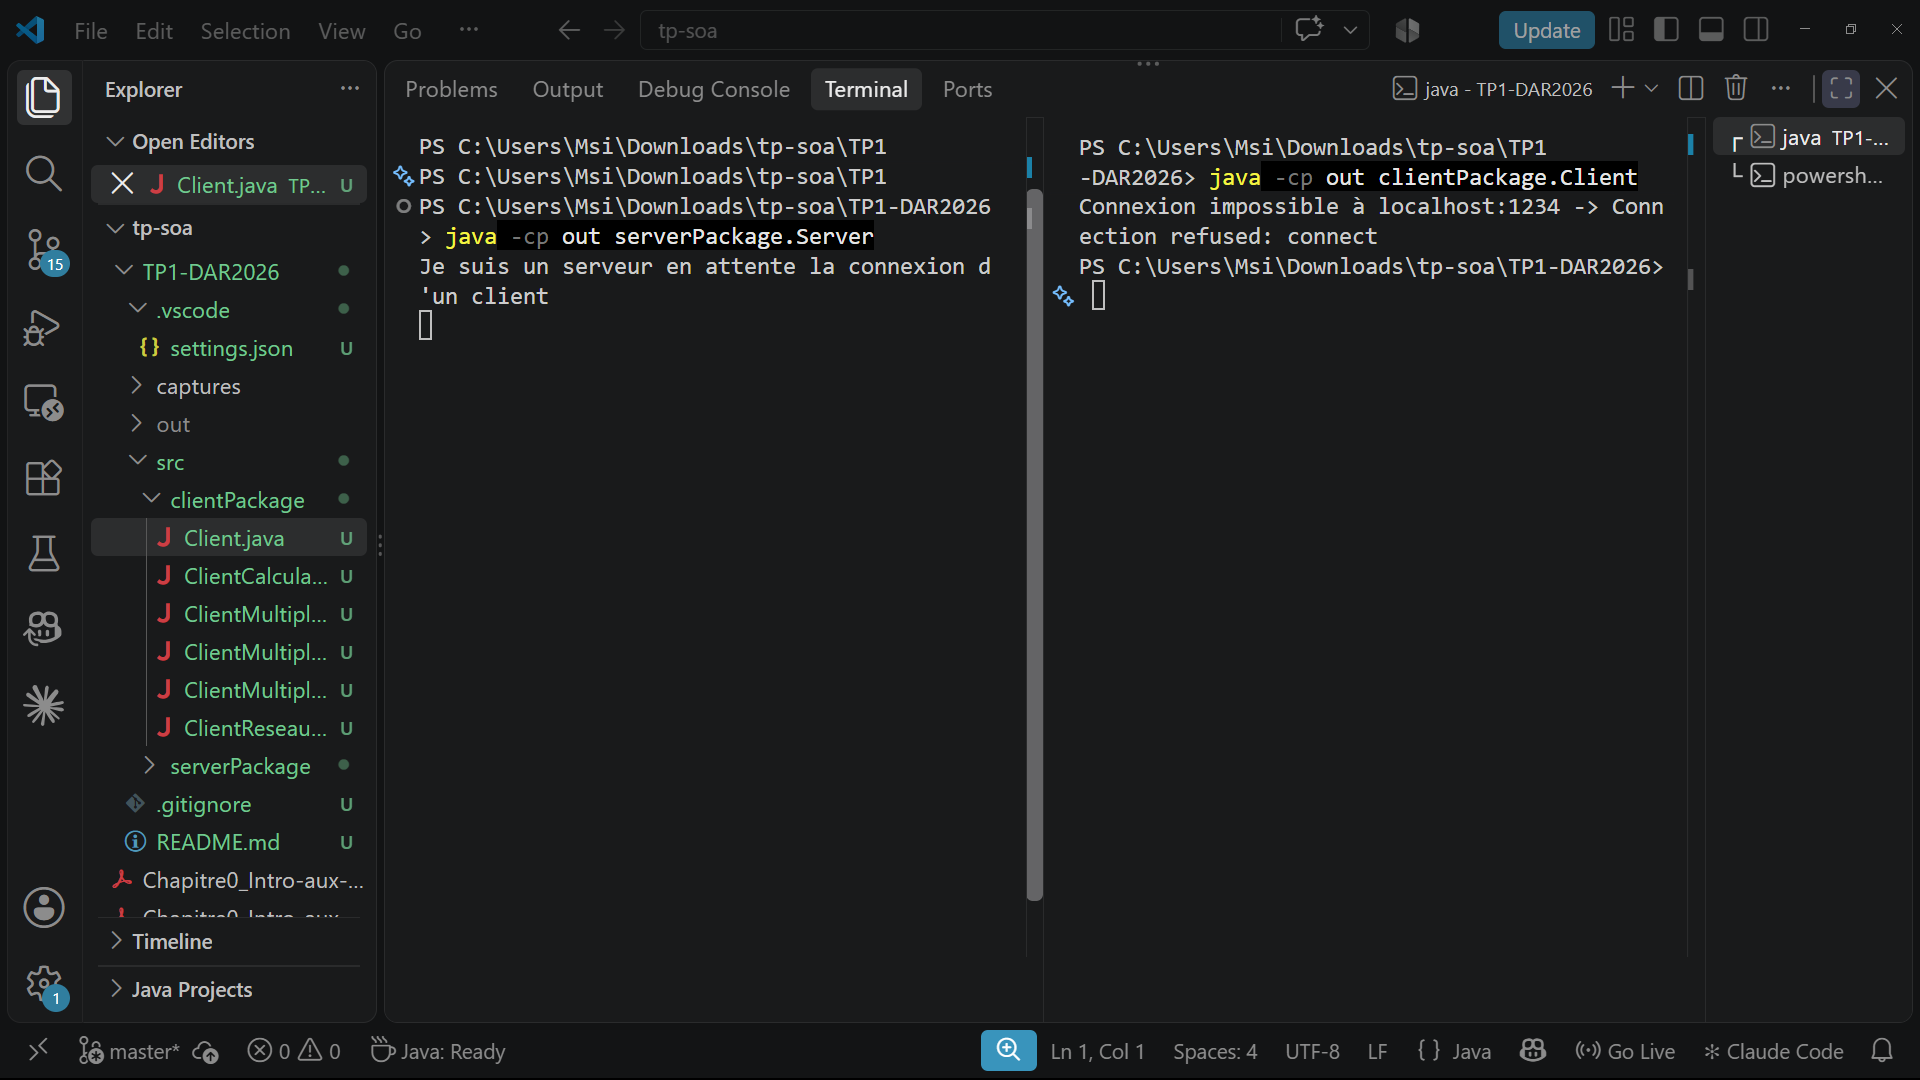 File Edit Selection View Go ···
tp-soa
Update
Explorer
Open Editors
Client.java TP... U
tp-soa
TP1-DAR2026
.vscode
{} settings.json U
captures
out
src
clientPackage
Client.java U
ClientCalcula... U
ClientMultipl... U
ClientMultipl... U
ClientMultipl... U
ClientReseau... U
serverPackage
.gitignore U
README.md U
Chapitre0_Intro-aux-...
Timeline
Java Projects
15
1
Problems Output Debug Console Terminal Ports
java - TP1-DAR2026
PS C:\Users\Msi\Downloads\tp-soa\TP1
PS C:\Users\Msi\Downloads\tp-soa\TP1
PS C:\Users\Msi\Downloads\tp-soa\TP1-DAR2026
> java -cp out serverPackage.Server
Je suis un serveur en attente la connexion d
'un client
PS C:\Users\Msi\Downloads\tp-soa\TP1
-DAR2026> java -cp out clientPackage.Client
Connexion impossible à localhost:1234 -> Conn
ection refused: connect
PS C:\Users\Msi\Downloads\tp-soa\TP1-DAR2026>
java TP1-...
powersh...
master* 0 0 Java: Ready
Ln 1, Col 1 Spaces: 4 UTF-8 LF {} Java Go Live Claude Code